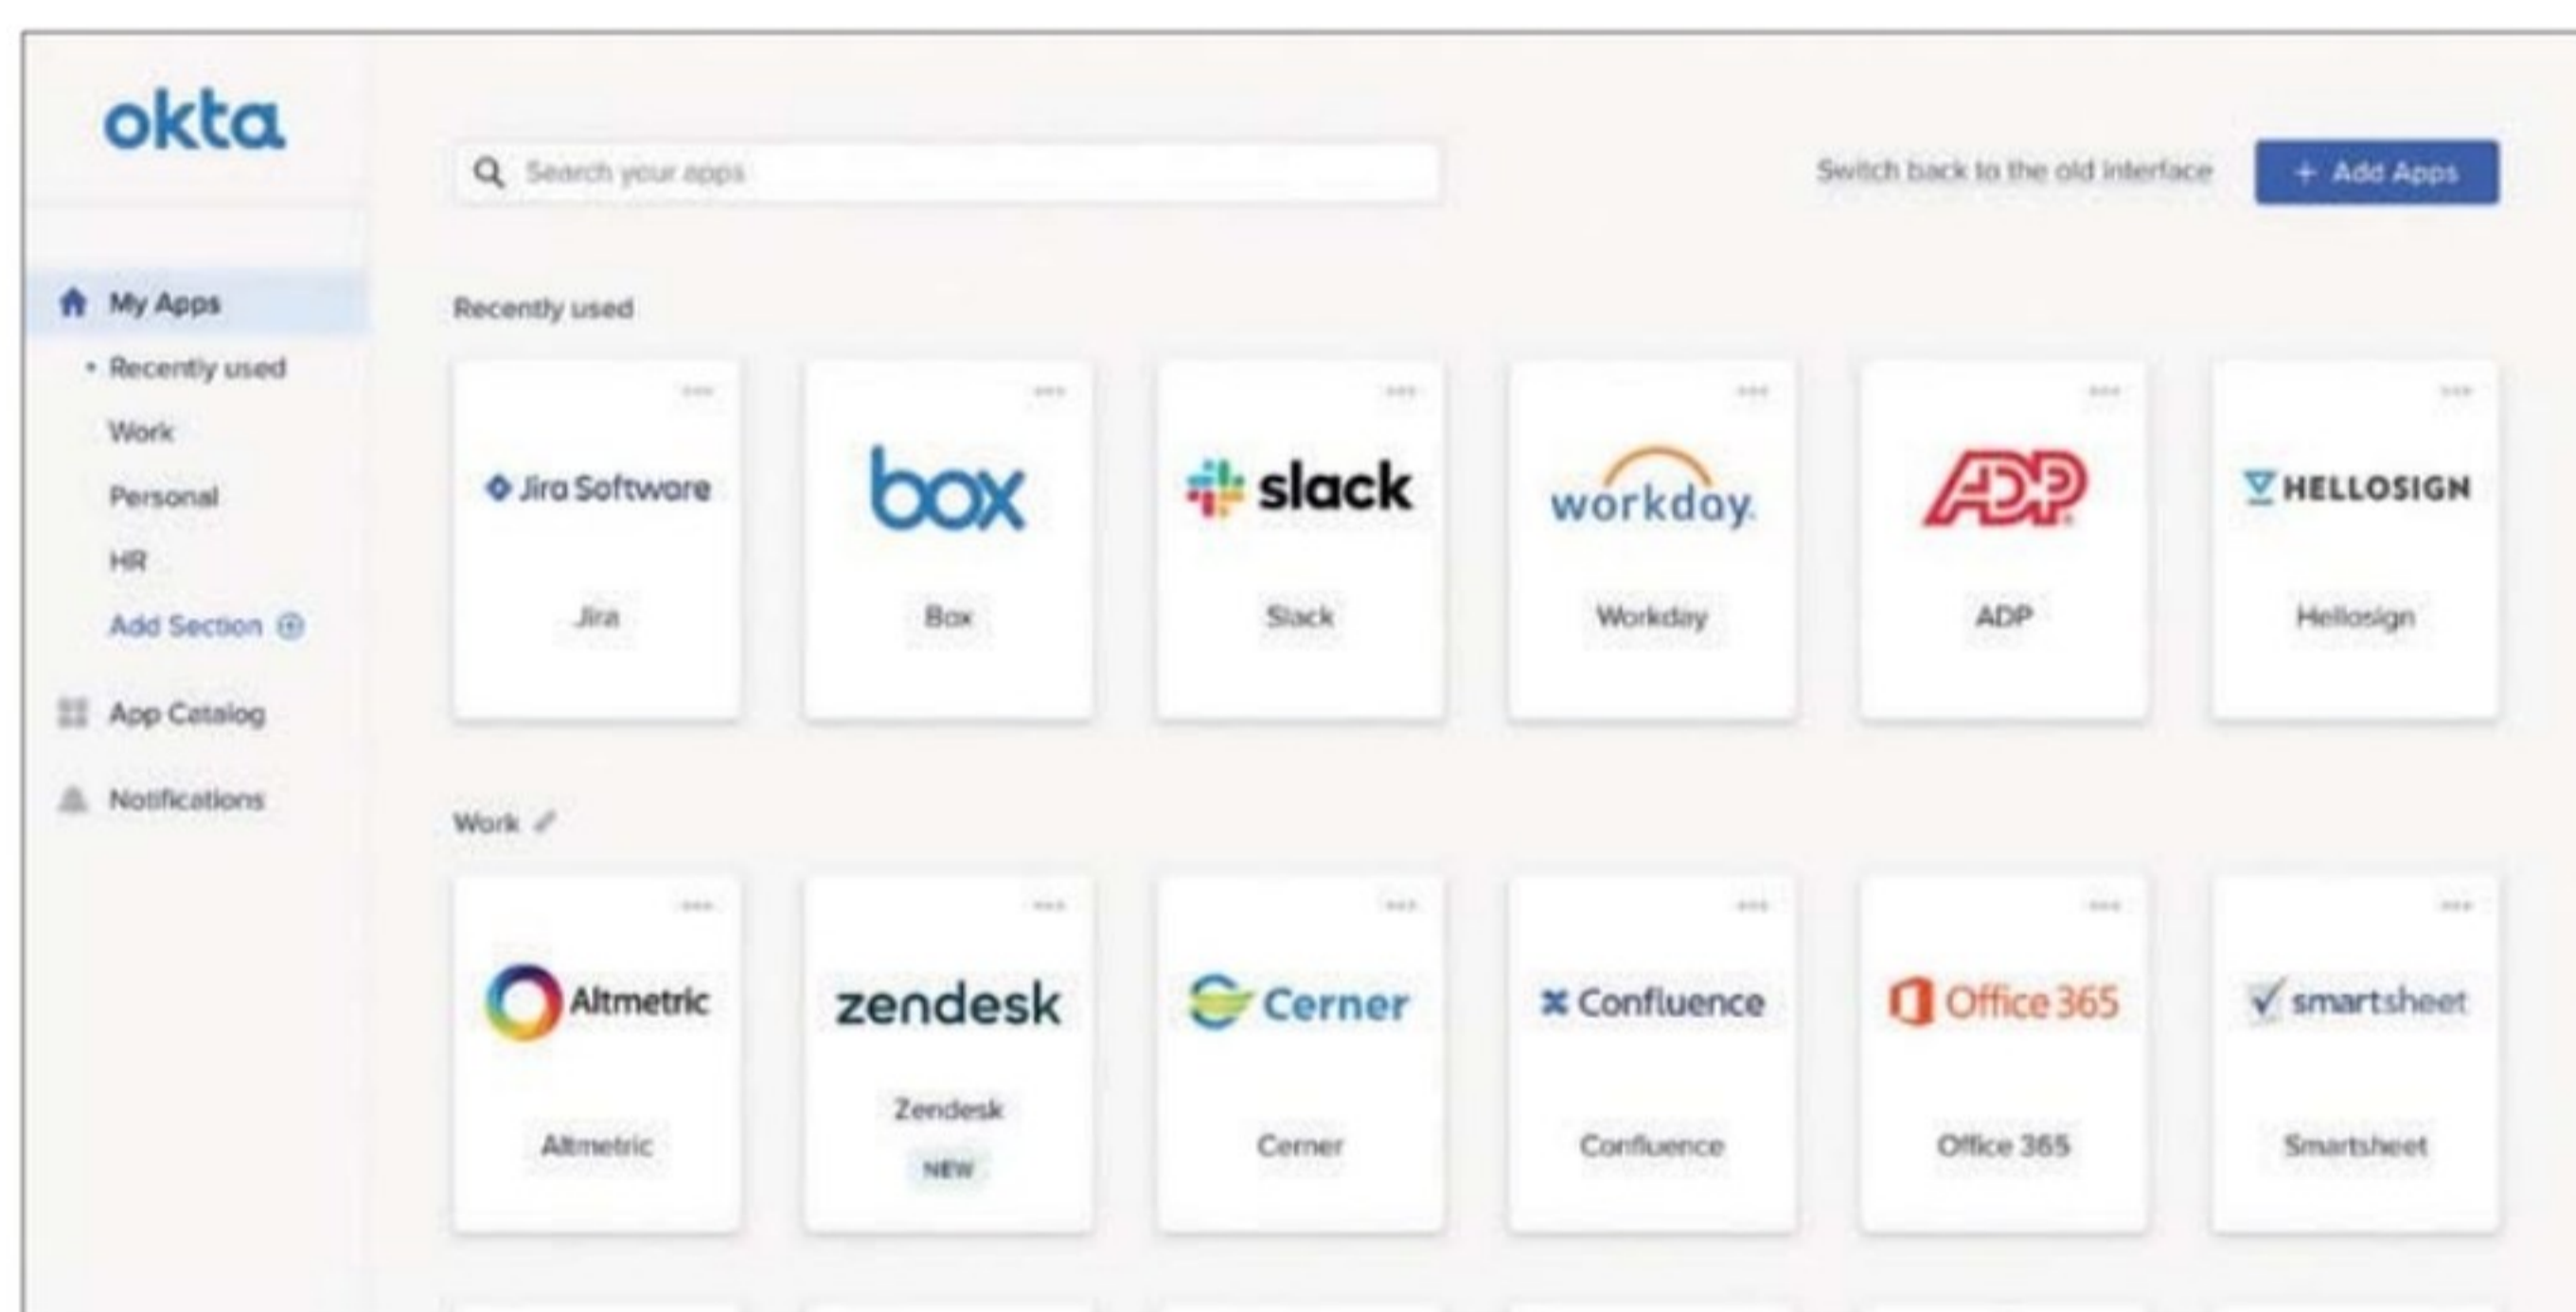 okta
Search your apps
Switch back to the old interface
+ Add Apps
My Apps
• Recently used
Work
Personal
HR
Add Section
App Catalog
Notifications
Recently used
Jira Software
Jira
box
Box
slack
Slack
workday.
Workday
ADP
ADP
HELLOSIGN
Hellosign
Work
Altmetric
Altmetric
zendesk
Zendesk
NEW
Cerner
Cerner
Confluence
Confluence
Office 365
Office 365
smartsheet
Smartsheet